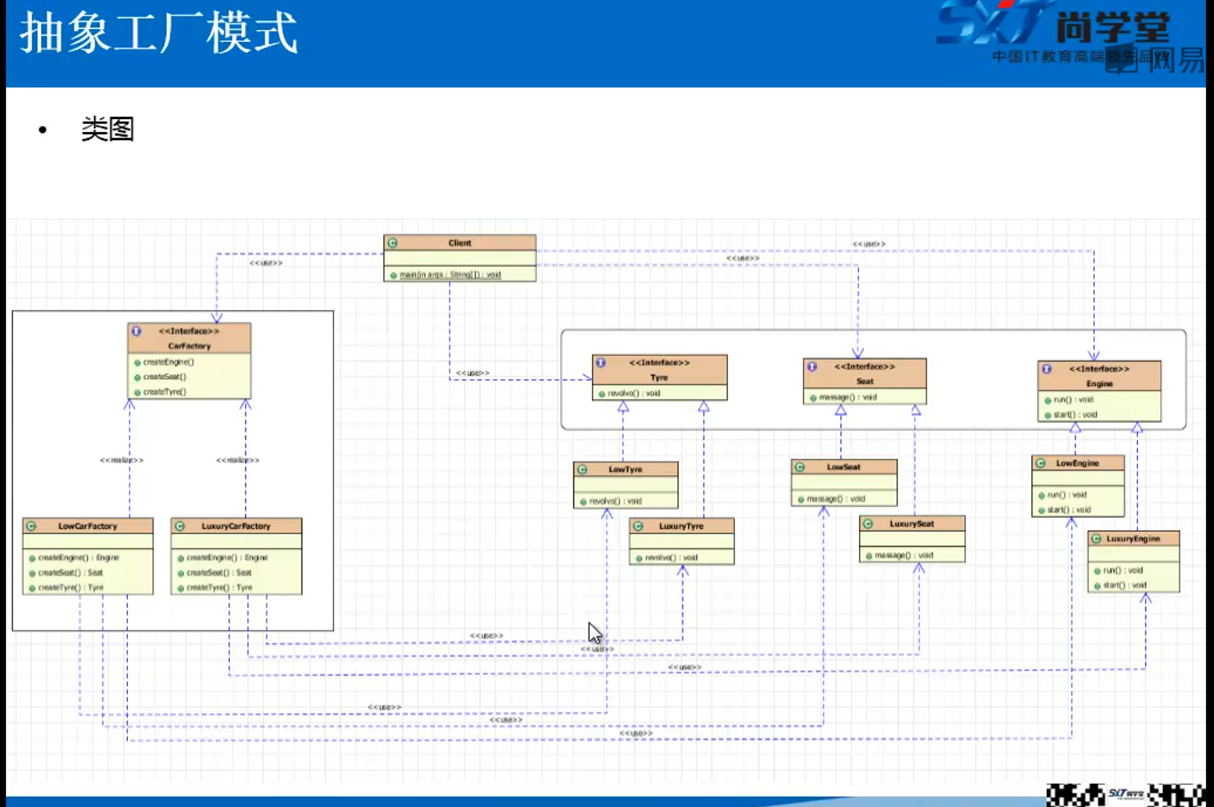 抽象工厂模式
SXT 尚学堂
中国IT教育高端领先品牌
网易
• 类图
Client
main(in args : String[]) : void
<<use>>
<<use>>
<<use>>
<<use>>
<<Interface>>
CarFactory
createEngine()
createSeat()
createTyre()
<<Interface>>
Tyre
revolvo() : void
<<Interface>>
Seat
massage() : void
<<Interface>>
Engine
run() : void
start() : void
<<realize>>
<<realize>>
LowTyre
revolvo() : void
LuxuryTyre
revolvo() : void
LowSeat
massage() : void
LuxurySeat
massage() : void
LowEngine
run() : void
start() : void
LuxuryEngine
run() : void
start() : void
LowCarFactory
createEngine() : Engine
createSeat() : Seat
createTyre() : Tyre
LuxuryCarFactory
createEngine() : Engine
createSeat() : Seat
createTyre() : Tyre
<<use>>
<<use>>
<<use>>
<<use>>
<<use>>
<<use>>
SXT 尚学堂